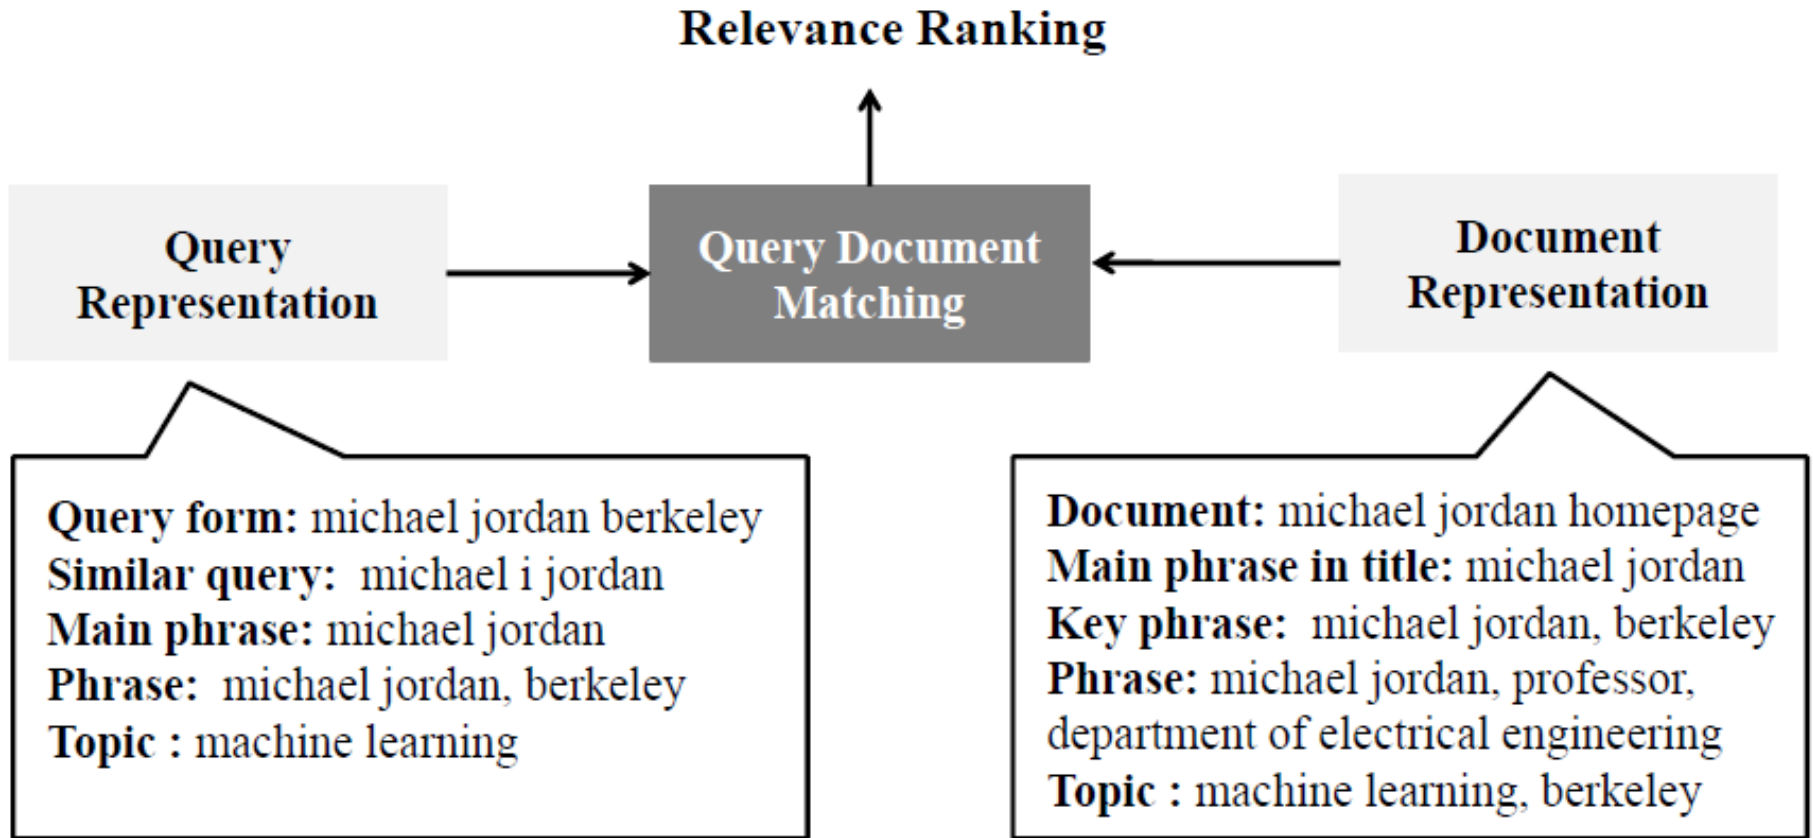 Relevance Ranking
Query
Representation
Query Document
Matching
Document
Representation
Query form: michael jordan berkeley
Similar query: michael i jordan
Main phrase: michael jordan
Phrase: michael jordan, berkeley
Topic : machine learning
Document: michael jordan homepage
Main phrase in title: michael jordan
Key phrase: michael jordan, berkeley
Phrase: michael jordan, professor,
department of electrical engineering
Topic : machine learning, berkeley